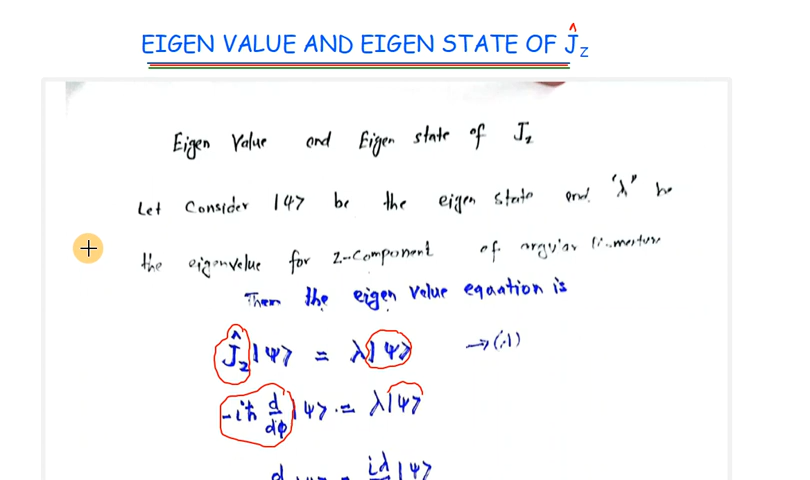 EIGEN VALUE AND EIGEN STATE OF Ĵz
Eigen Value and Eigen state of Jz
Let Consider |ψ> be the eigen state and "λ" be
the eigenvelue for z-component of angular
Then the eigen value equation is
Ĵz|ψ> = λ|ψ> →(1)
-iħ d/dϕ |ψ> = λ|ψ>